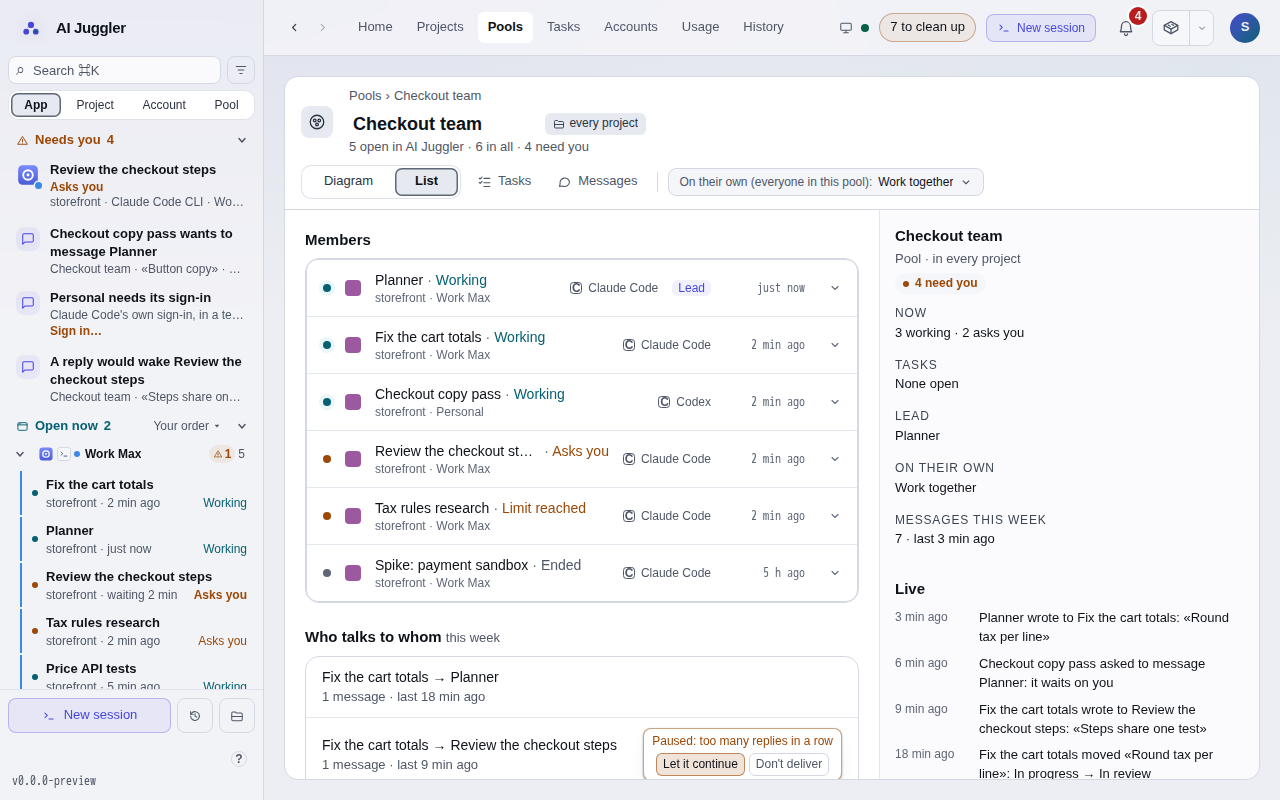 AI Juggler
Search ⌘K
App Project Account Pool
Needs you 4
Review the checkout steps
Asks you
storefront · Claude Code CLI · Wo…
Checkout copy pass wants to
message Planner
Checkout team · «Button copy» · …
Personal needs its sign-in
Claude Code's own sign-in, in a te…
Sign in…
A reply would wake Review the
checkout steps
Checkout team · «Steps share on…
Open now 2 Your order
Work Max 1 5
Fix the cart totals
storefront · 2 min ago Working
Planner
storefront · just now Working
Review the checkout steps
storefront · waiting 2 min Asks you
Tax rules research
storefront · 2 min ago Asks you
Price API tests
storefront · 5 min ago Working
New session
?
v0.0.0-preview
Home Projects Pools Tasks Accounts Usage History
7 to clean up
New session
4
S
Pools › Checkout team
Checkout team every project
5 open in AI Juggler · 6 in all · 4 need you
Diagram List Tasks Messages On their own (everyone in this pool): Work together
Members
Planner · Working
storefront · Work Max
C Claude Code Lead just now
Fix the cart totals · Working
storefront · Work Max
C Claude Code 2 min ago
Checkout copy pass · Working
storefront · Personal
C Codex 2 min ago
Review the checkout st… · Asks you
storefront · Work Max
C Claude Code 2 min ago
Tax rules research · Limit reached
storefront · Work Max
C Claude Code 2 min ago
Spike: payment sandbox · Ended
storefront · Work Max
C Claude Code 5 h ago
Who talks to whom this week
Fix the cart totals → Planner
1 message · last 18 min ago
Fix the cart totals → Review the checkout steps
1 message · last 9 min ago
Paused: too many replies in a row
Let it continue Don't deliver
Checkout team
Pool · in every project
4 need you
NOW
3 working · 2 asks you
TASKS
None open
LEAD
Planner
ON THEIR OWN
Work together
MESSAGES THIS WEEK
7 · last 3 min ago
Live
3 min ago Planner wrote to Fix the cart totals: «Round
tax per line»
6 min ago Checkout copy pass asked to message
Planner: it waits on you
9 min ago Fix the cart totals wrote to Review the
checkout steps: «Steps share one test»
18 min ago Fix the cart totals moved «Round tax per
line»: In progress → In review